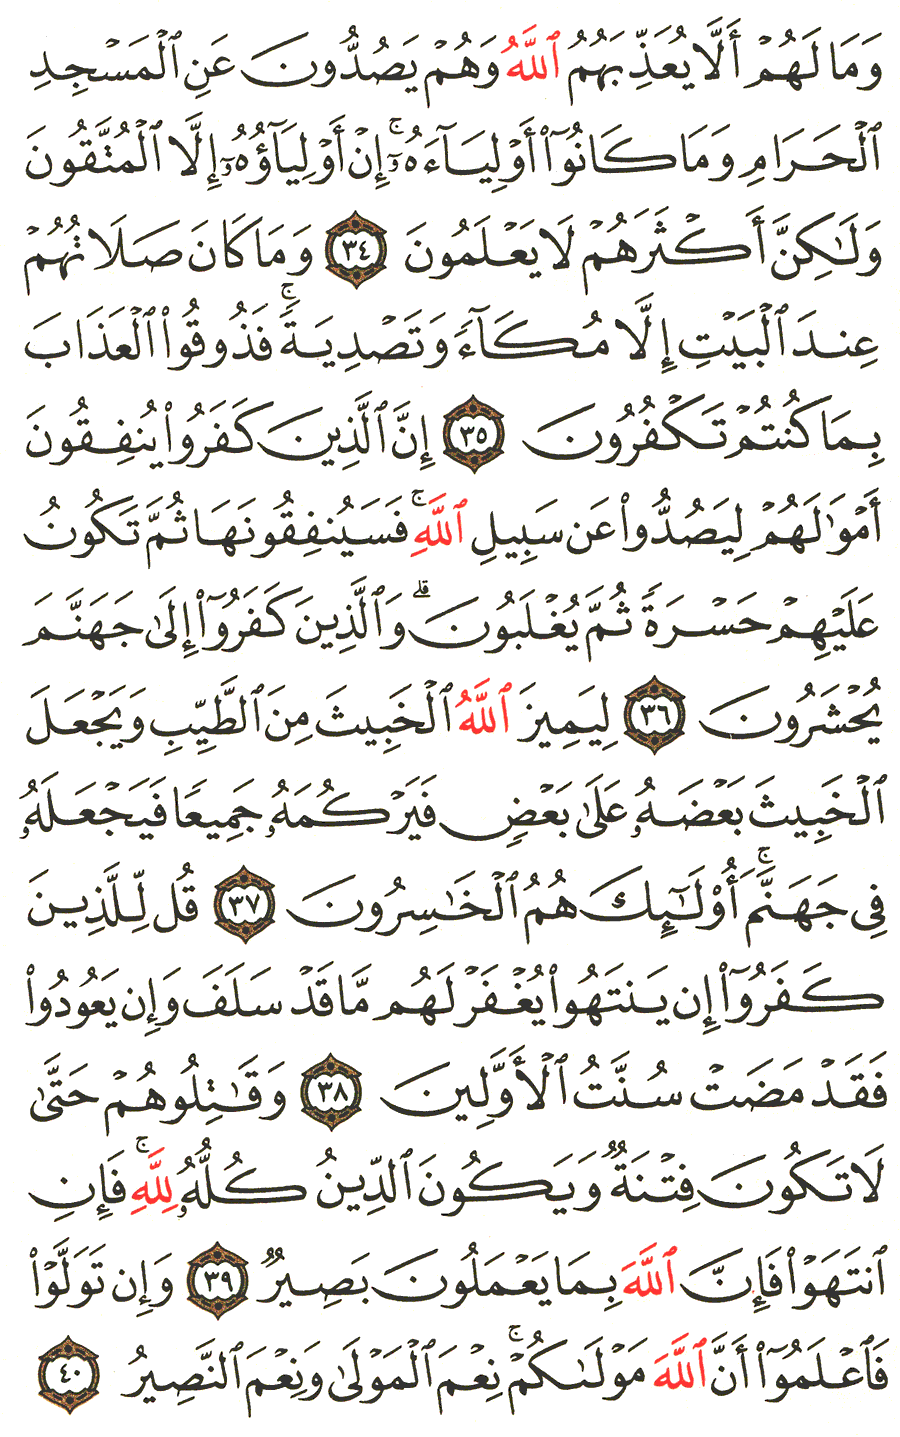 وَمَا لَهُمْ أَلَّا يُعَذِّبَهُمُ ٱللَّهُ وَهُمْ يَصُدُّونَ عَنِ ٱلْمَسْجِدِ
ٱلْحَرَامِ وَمَا كَانُوٓا۟ أَوْلِيَآءَهُۥٓ ۚ إِنْ أَوْلِيَآؤُهُۥٓ إِلَّا ٱلْمُتَّقُونَ
وَلَـٰكِنَّ أَكْثَرَهُمْ لَا يَعْلَمُونَ ٣٤ وَمَا كَانَ صَلَاتُهُمْ
عِندَ ٱلْبَيْتِ إِلَّا مُكَآءً وَتَصْدِيَةً ۚ فَذُوقُوا۟ ٱلْعَذَابَ
بِمَا كُنتُمْ تَكْفُرُونَ ٣٥ إِنَّ ٱلَّذِينَ كَفَرُوا۟ يُنفِقُونَ
أَمْوَٰلَهُمْ لِيَصُدُّوا۟ عَن سَبِيلِ ٱللَّهِ ۚ فَسَيُنفِقُونَهَا ثُمَّ تَكُونُ
عَلَيْهِمْ حَسْرَةً ثُمَّ يُغْلَبُونَ ۗ وَٱلَّذِينَ كَفَرُوٓا۟ إِلَىٰ جَهَنَّمَ
يُحْشَرُونَ ٣٦ لِيَمِيزَ ٱللَّهُ ٱلْخَبِيثَ مِنَ ٱلطَّيِّبِ وَيَجْعَلَ
ٱلْخَبِيثَ بَعْضَهُۥ عَلَىٰ بَعْضٍ فَيَرْكُمَهُۥ جَمِيعًا فَيَجْعَلَهُۥ
فِى جَهَنَّمَ ۚ أُو۟لَـٰٓئِكَ هُمُ ٱلْخَـٰسِرُونَ ٣٧ قُل لِّلَّذِينَ
كَفَرُوٓا۟ إِن يَنتَهُوا۟ يُغْفَرْ لَهُم مَّا قَدْ سَلَفَ وَإِن يَعُودُوا۟
فَقَدْ مَضَتْ سُنَّتُ ٱلْأَوَّلِينَ ٣٨ وَقَـٰتِلُوهُمْ حَتَّىٰ
لَا تَكُونَ فِتْنَةٌ وَيَكُونَ ٱلدِّينُ كُلُّهُۥ لِلَّهِ ۚ فَإِنِ
ٱنتَهَوْا۟ فَإِنَّ ٱللَّهَ بِمَا يَعْمَلُونَ بَصِيرٌ ٣٩ وَإِن تَوَلَّوْا۟
فَٱعْلَمُوٓا۟ أَنَّ ٱللَّهَ مَوْلَىٰكُمْ ۚ نِعْمَ ٱلْمَوْلَىٰ وَنِعْمَ ٱلنَّصِيرُ ٤٠